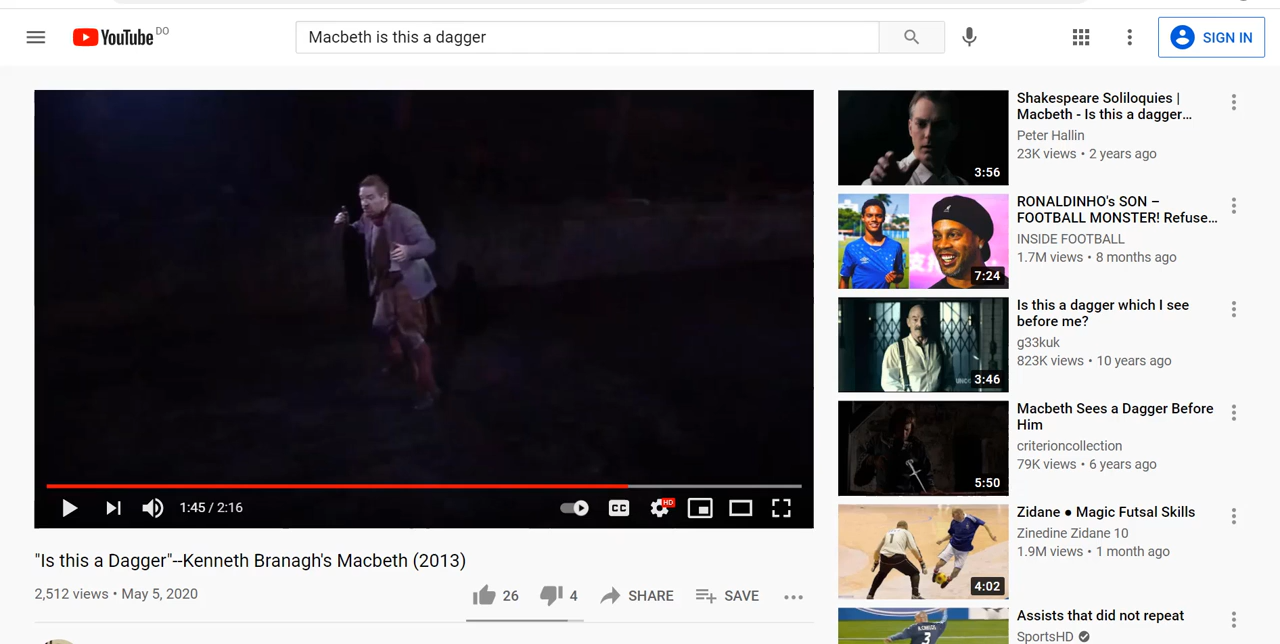 YouTube DO
Macbeth is this a dagger
SIGN IN
1:45 / 2:16
CC
HD
"Is this a Dagger"--Kenneth Branagh's Macbeth (2013)
2,512 views • May 5, 2020
26
4
SHARE
SAVE
3:56
Shakespeare Soliloquies |
Macbeth - Is this a dagger...
Peter Hallin
23K views • 2 years ago
7:24
RONALDINHO's SON –
FOOTBALL MONSTER! Refuse...
INSIDE FOOTBALL
1.7M views • 8 months ago
3:46
Is this a dagger which I see
before me?
g33kuk
823K views • 10 years ago
5:50
Macbeth Sees a Dagger Before
Him
criterioncollection
79K views • 6 years ago
1
4:02
Zidane ● Magic Futsal Skills
Zinedine Zidane 10
1.9M views • 1 month ago
3
Assists that did not repeat
SportsHD